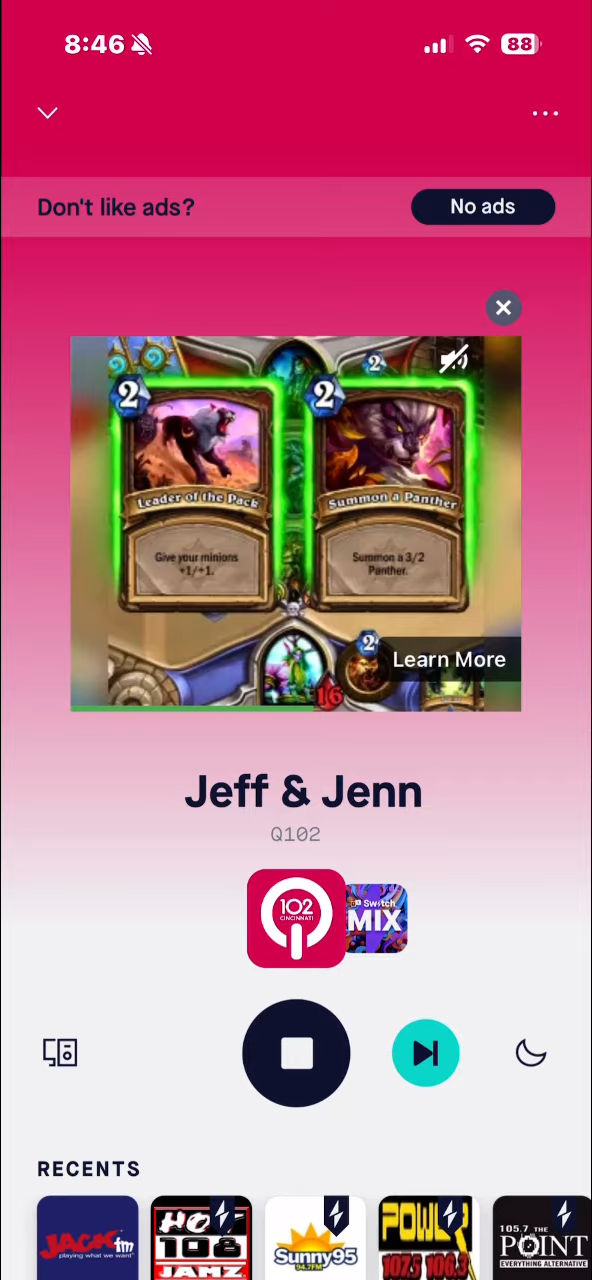 8:46
88
Don't like ads?
No ads
2
2
2
Leader of the Pack
Summon a Panther
Give your minions
+1/+1.
Summon a 3/2
Panther.
2
Learn More
16
Jeff & Jenn
Q102
102
CINCINNATI
Switch
MIX
RECENTS
JACK fm
playing what we want
HOT
108
JAMZ
Sunny95
94.7FM
POWER
107.5 106.3
105.7 THE
POINT
EVERYTHING ALTERNATIVE